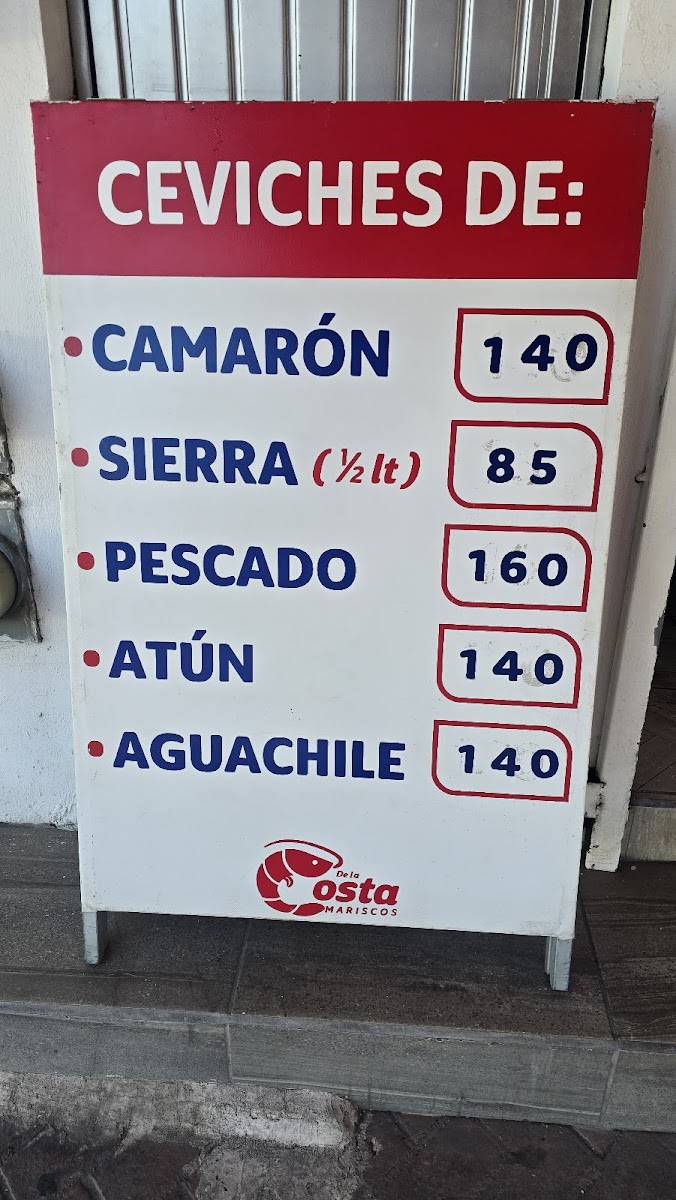 CEVICHES DE:
• CAMARÓN 140
• SIERRA (½ lt) 85
• PESCADO 160
• ATÚN 140
• AGUACHILE 140
De la
Costa
MARISCOS